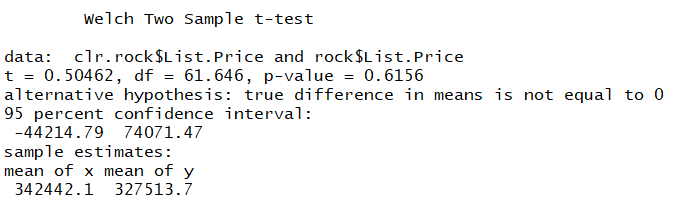 Welch Two Sample t-test
data:  clr.rock$List.Price and rock$List.Price
t = 0.50462, df = 61.646, p-value = 0.6156
alternative hypothesis: true difference in means is not equal to 0
95 percent confidence interval:
 -44214.79  74071.47
sample estimates:
mean of x mean of y
 342442.1  327513.7